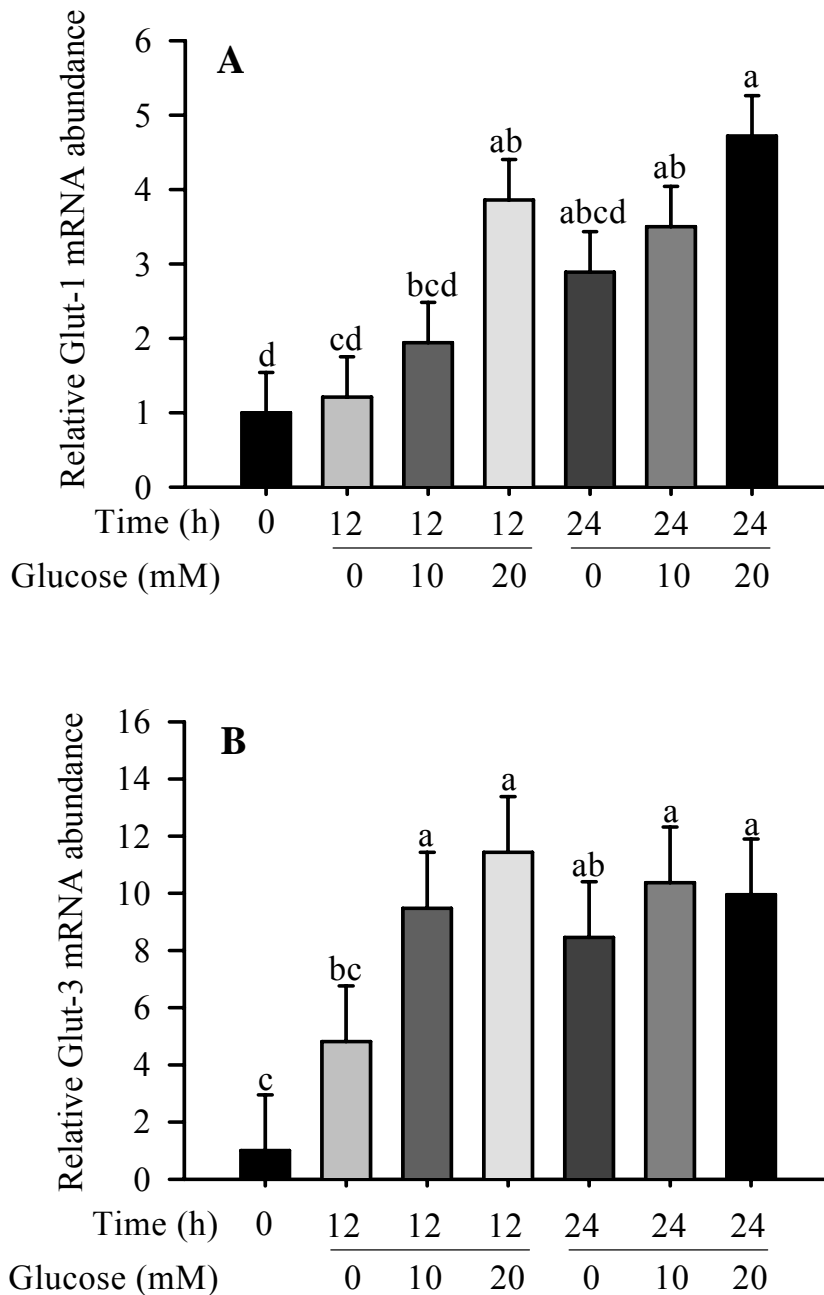 A
Relative Glut-1 mRNA abundance
6
a
5
ab
ab
4
abcd
3
bcd
2
cd
d
1
0
Time (h) 0 12 12 12 24 24 24
Glucose (mM) 0 10 20 0 10 20
B
Relative Glut-3 mRNA abundance
16
14
a
a
a
12
a
ab
10
8
bc
6
4
c
2
0
Time (h) 0 12 12 12 24 24 24
Glucose (mM) 0 10 20 0 10 20